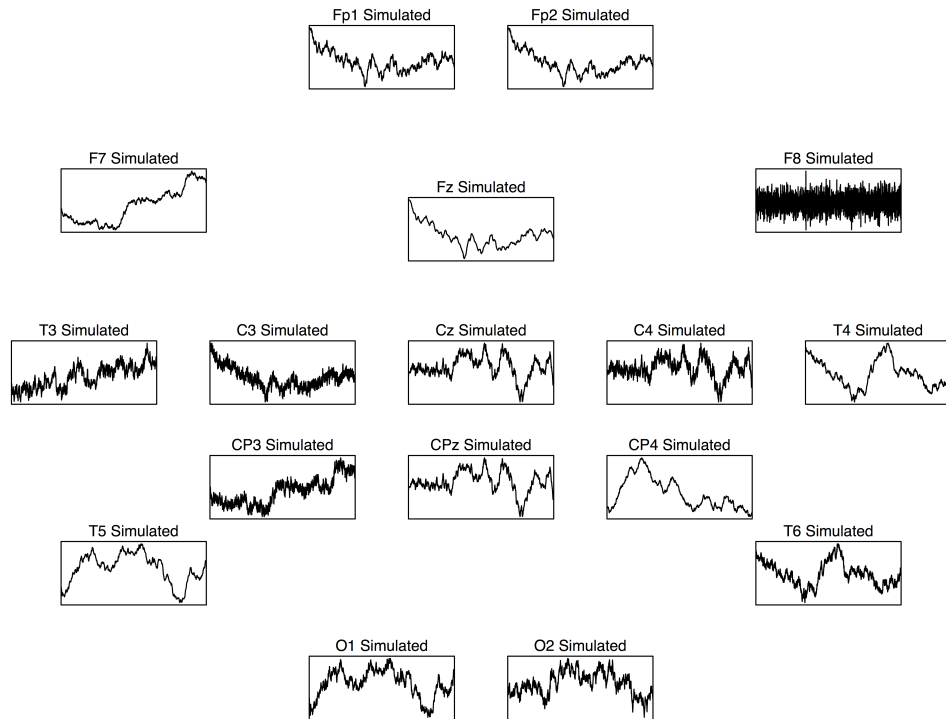 Fp1 Simulated
Fp2 Simulated
F7 Simulated
F8 Simulated
Fz Simulated
T3 Simulated
C3 Simulated
Cz Simulated
C4 Simulated
T4 Simulated
CP3 Simulated
CPz Simulated
CP4 Simulated
T5 Simulated
T6 Simulated
O1 Simulated
O2 Simulated